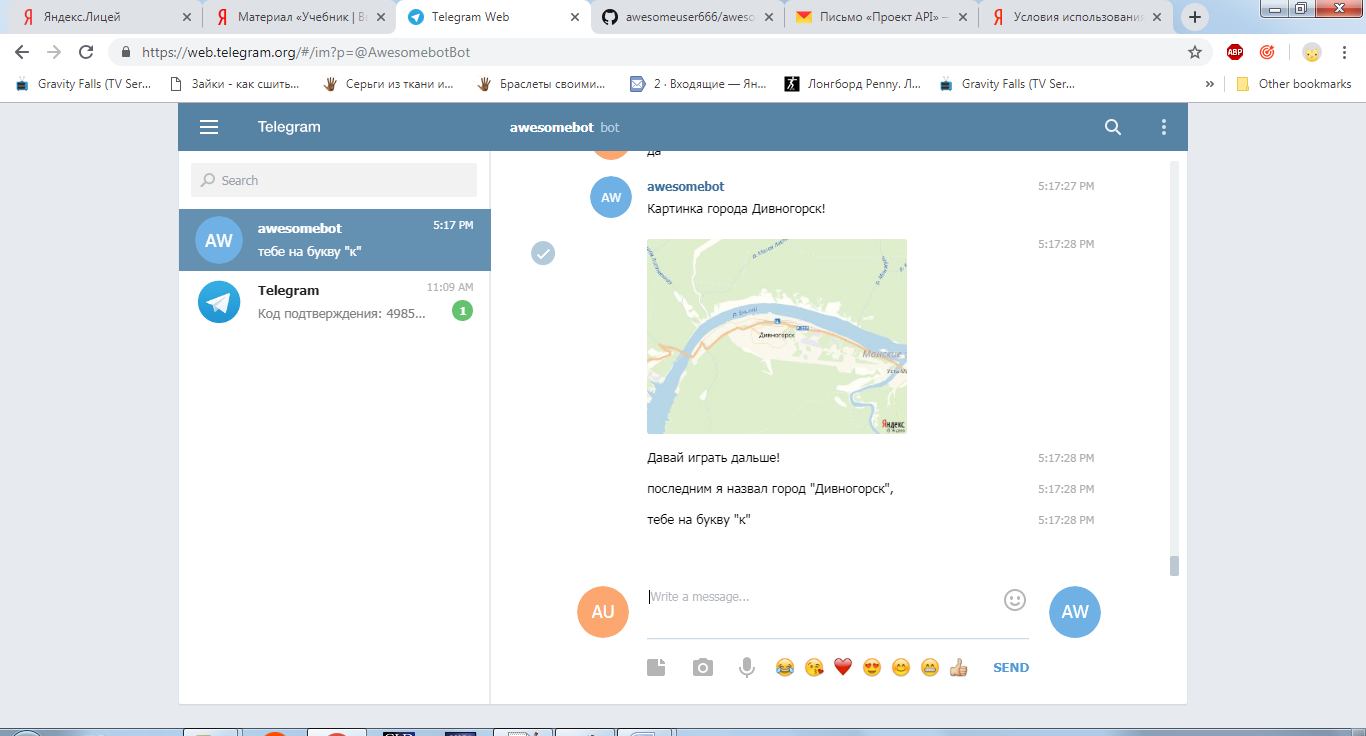 Яндекс.Лицей
Материал «Учебник | В
Telegram Web
awesomeuser666/aweso
Письмо «Проект API» —
Условия использования
https://web.telegram.org/#/im?p=@AwesomebotBot
ABP
Gravity Falls (TV Ser...
Зайки - как сшить...
Серьги из ткани и...
Браслеты своими...
2 · Входящие — Ян...
Лонгборд Penny. Л...
Gravity Falls (TV Ser...
»
Other bookmarks
Telegram
awesomebot bot
Search
да
AW
awesomebot
5:17 PM
тебе на букву "к"
Telegram
11:09 AM
Код подтверждения: 4985...
1
AW
awesomebot
5:17:27 PM
Картинка города Дивногорск!
5:17:28 PM
Дивногорск
Манские
Яндекс
Давай играть дальше!
5:17:28 PM
последним я назвал город "Дивногорск",
5:17:28 PM
тебе на букву "к"
5:17:28 PM
AU
Write a message...
AW
SEND